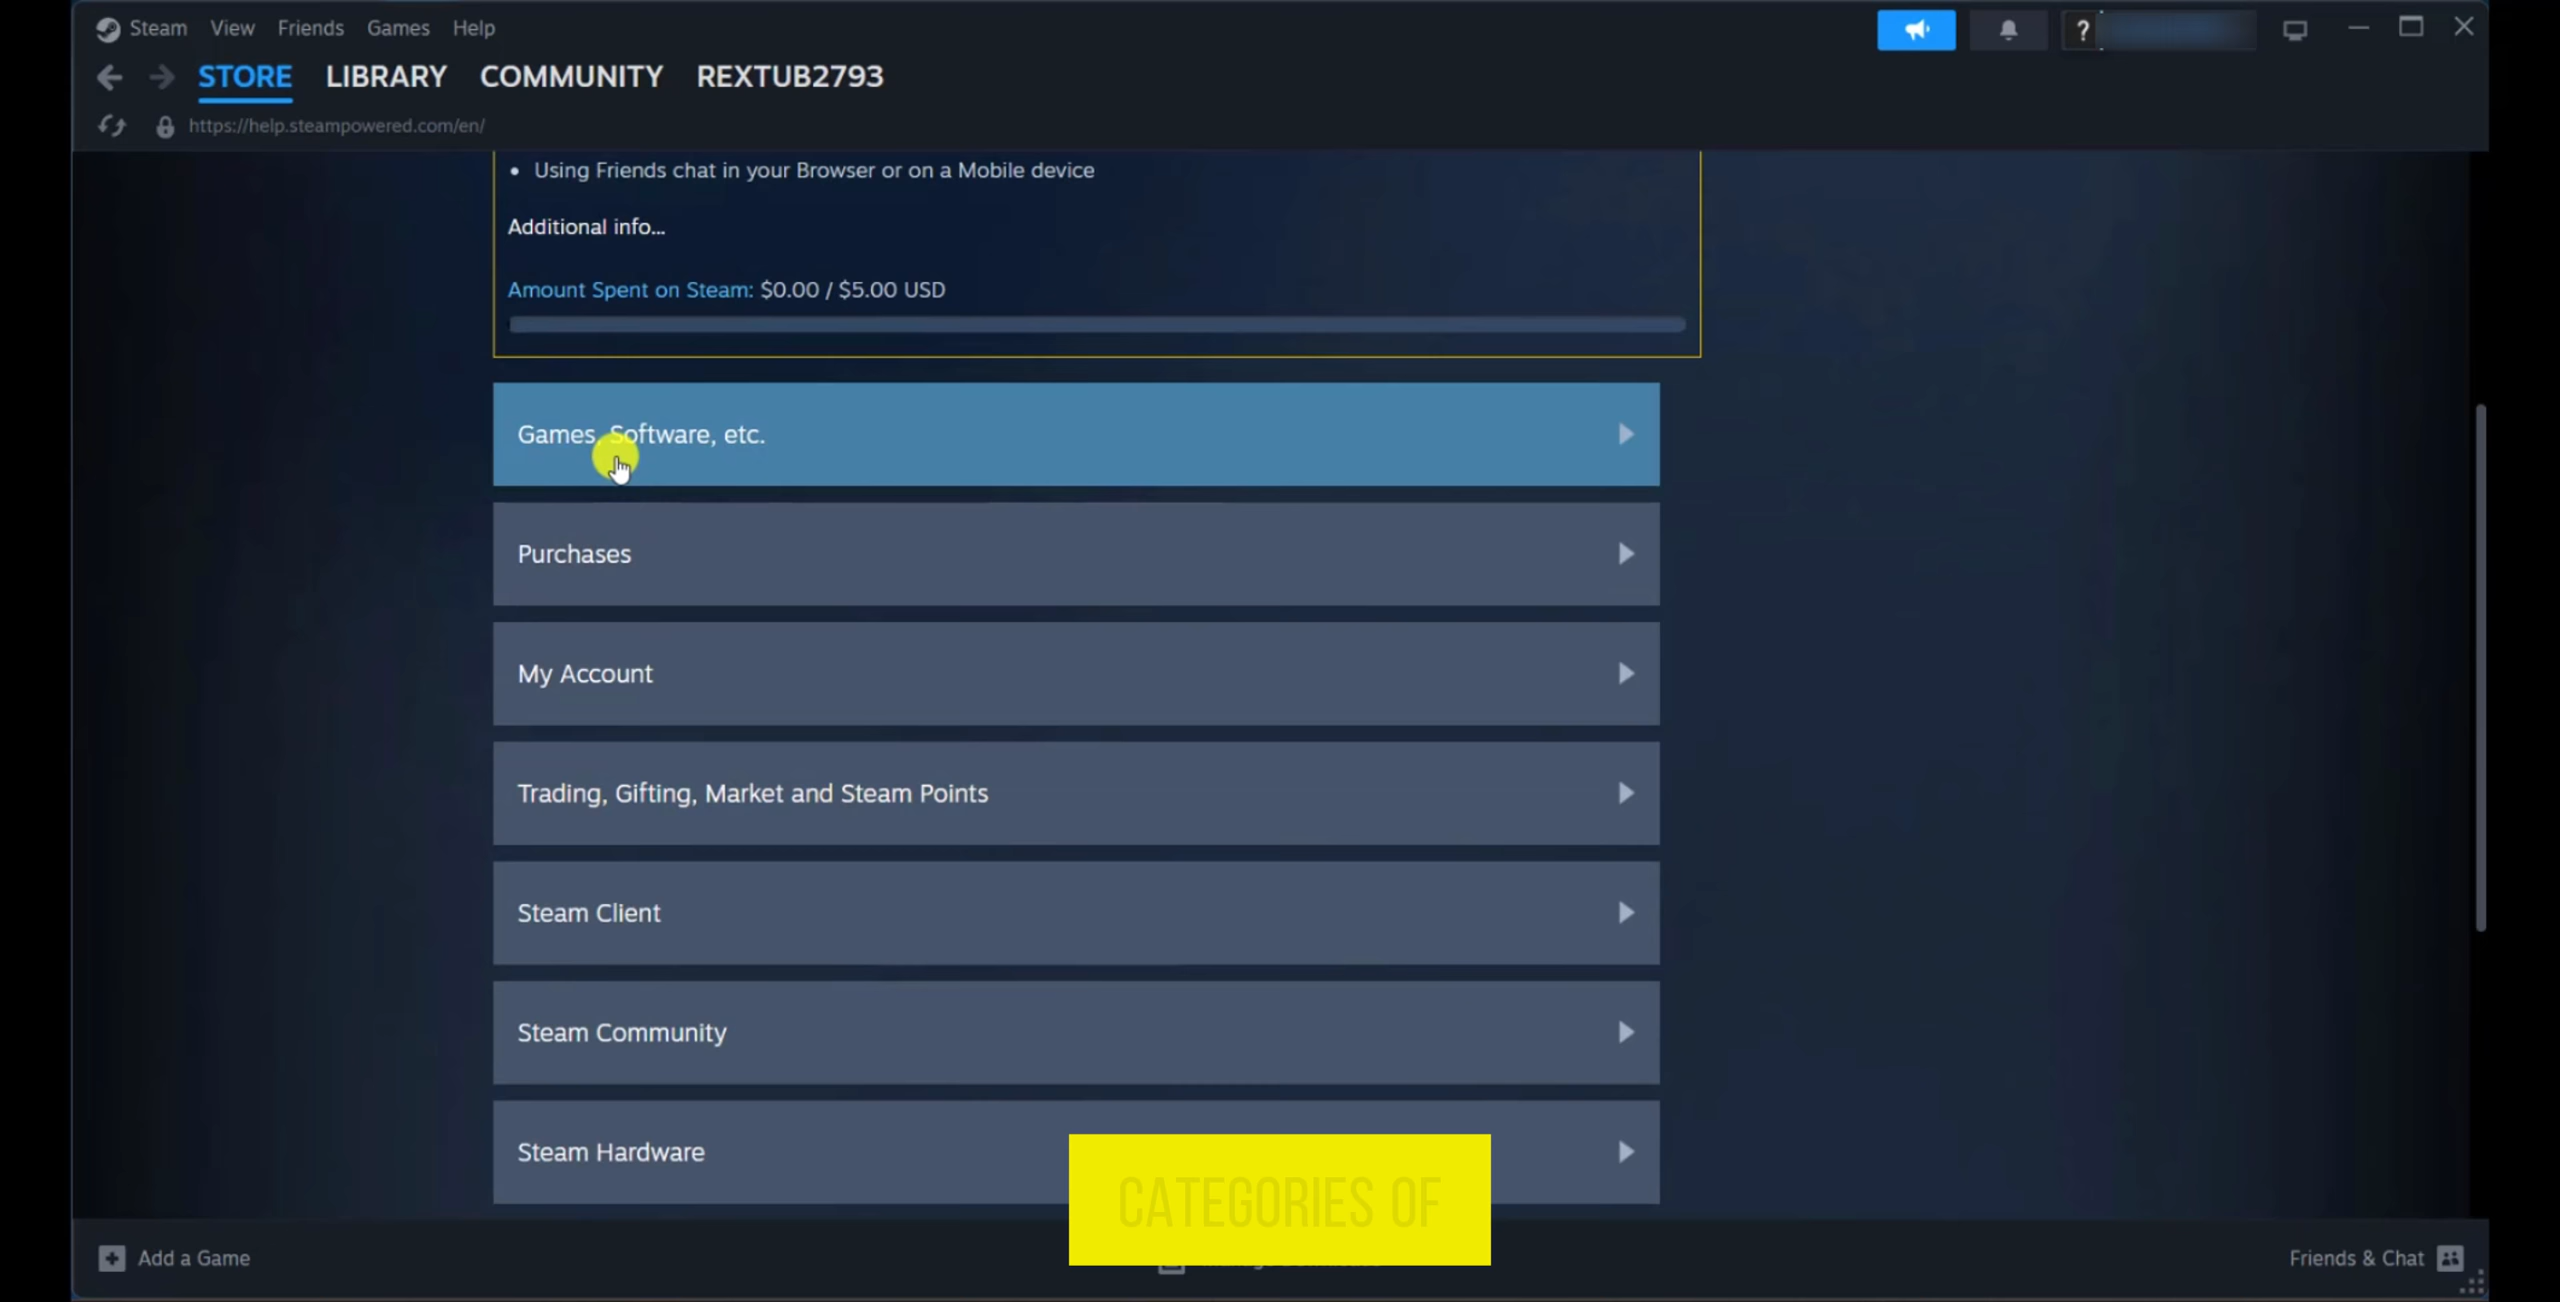 Steam View Friends Games Help
?
STORE LIBRARY COMMUNITY REXTUB2793
https://help.steampowered.com/en/
• Using Friends chat in your Browser or on a Mobile device
Additional info...
Amount Spent on Steam: $0.00 / $5.00 USD
Games, Software, etc.
Purchases
My Account
Trading, Gifting, Market and Steam Points
Steam Client
Steam Community
Steam Hardware
CATEGORIES OF
Add a Game
Friends & Chat